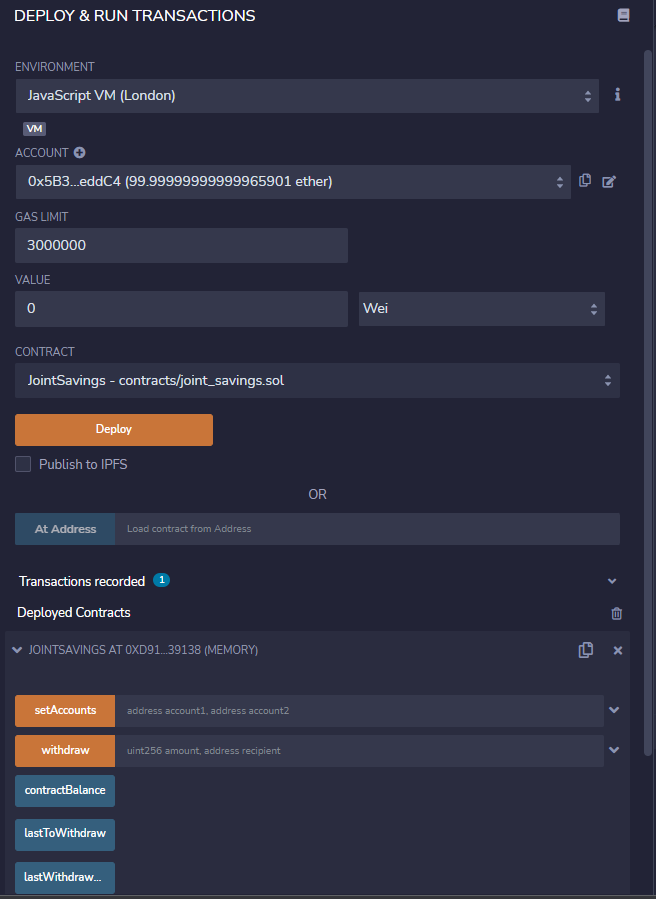 DEPLOY & RUN TRANSACTIONS
ENVIRONMENT
JavaScript VM (London)
VM
ACCOUNT
0x5B3...eddC4 (99.99999999999965901 ether)
GAS LIMIT
3000000
VALUE
0 Wei
CONTRACT
JointSavings - contracts/joint_savings.sol
Deploy
Publish to IPFS
OR
At Address Load contract from Address
Transactions recorded 1
Deployed Contracts
JOINTSAVINGS AT 0XD91...39138 (MEMORY)
setAccounts address account1, address account2
withdraw uint256 amount, address recipient
contractBalance
lastToWithdraw
lastWithdraw...